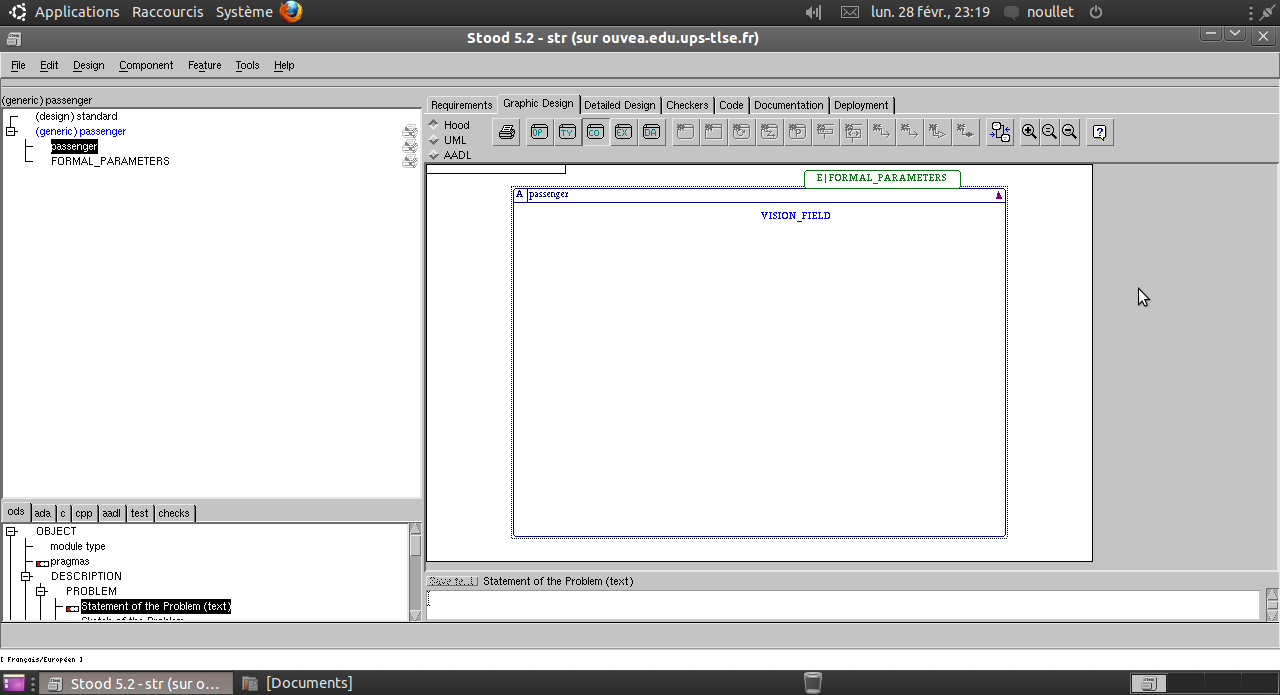 Applications Raccourcis Système lun. 28 févr., 23:19 noullet
Stood 5.2 - str (sur ouvea.edu.ups-tlse.fr)
File Edit Design Component Feature Tools Help
(generic) passenger
(design) standard
(generic) passenger
passenger
FORMAL_PARAMETERS
Requirements Graphic Design Detailed Design Checkers Code Documentation Deployment
Hood
UML
AADL
OP TY CO EX DA
E|FORMAL_PARAMETERS
A passenger
VISION_FIELD
ods ada c cpp aadl test checks
OBJECT
module type
pragmas
DESCRIPTION
PROBLEM
Statement of the Problem (text)
Statement of the Problem (text)
[ Français/Européen ]
Stood 5.2 - str (sur o... [Documents]